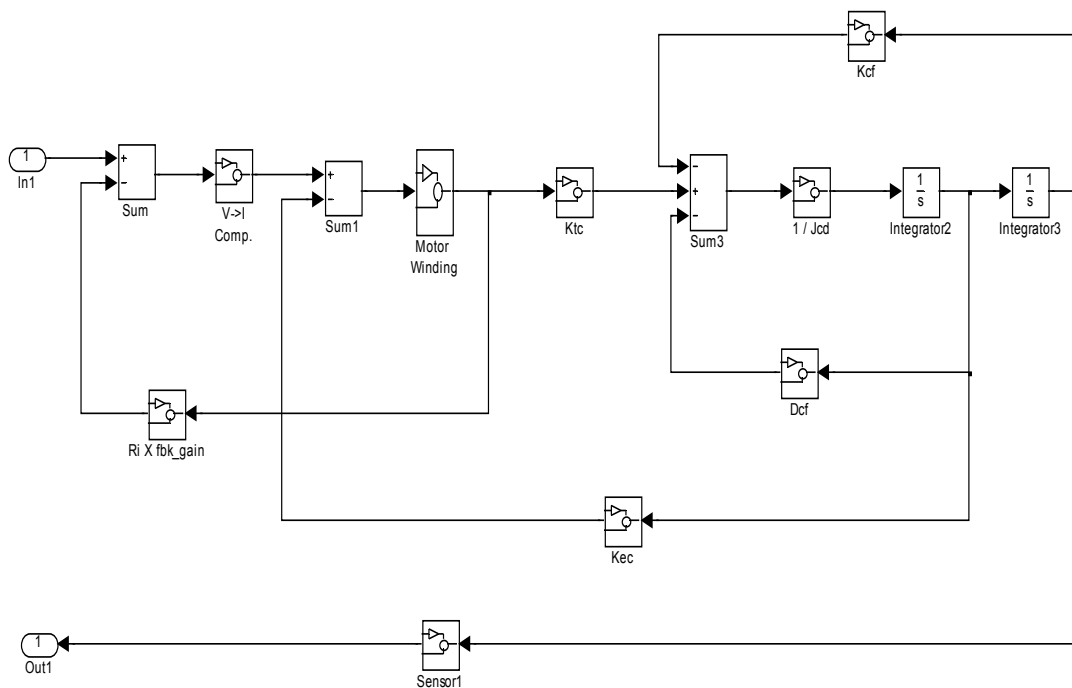 Kcf
1
In1
+
−
Sum
V->I
Comp.
+
−
Sum1
Motor
Winding
Ktc
−
+
−
Sum3
1 / Jcd
1
s
Integrator2
1
s
Integrator3
Dcf
Ri X fbk_gain
Kec
1
Out1
Sensor1